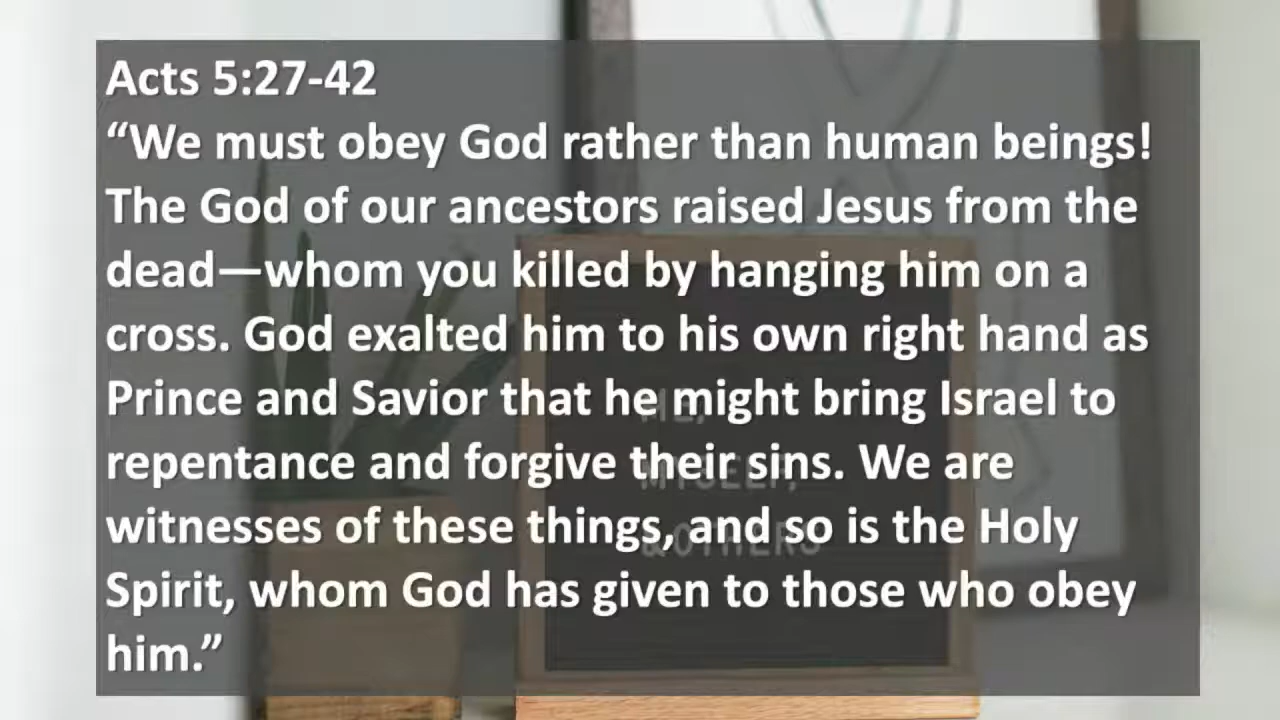 Acts 5:27-42
“We must obey God rather than human beings!
The God of our ancestors raised Jesus from the
dead—whom you killed by hanging him on a
cross. God exalted him to his own right hand as
Prince and Savior that he might bring Israel to
repentance and forgive their sins. We are
witnesses of these things, and so is the Holy
Spirit, whom God has given to those who obey
him.”
ME,
MYSELF,
&OTHERS